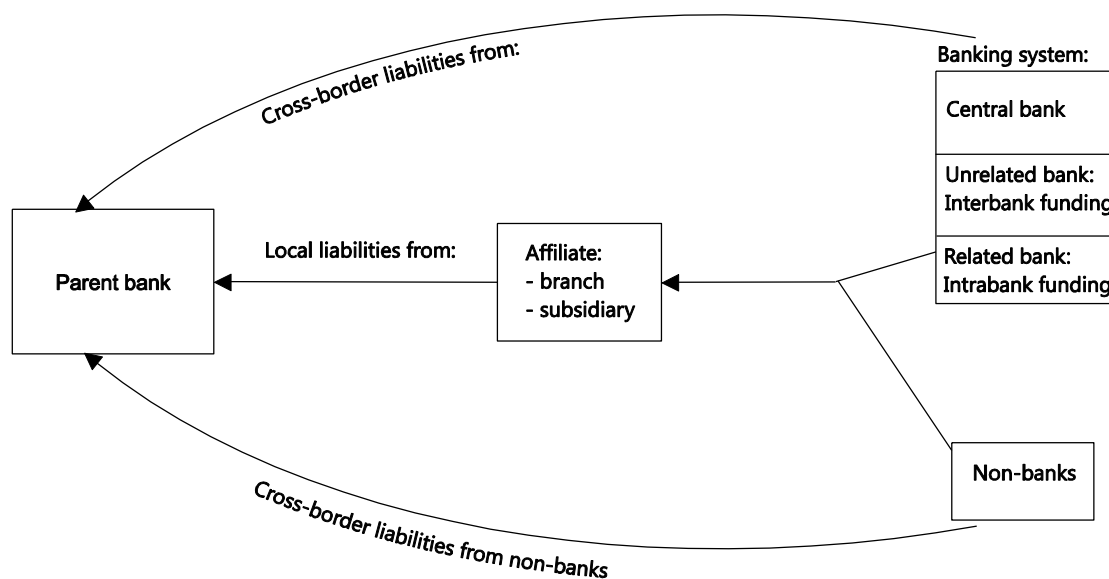 Cross-border liabilities from:
Banking system:
Central bank
Unrelated bank:
Interbank funding
Related bank:
Intrabank funding
Local liabilities from:
Affiliate:
- branch
- subsidiary
Parent bank
Non-banks
Cross-border liabilities from non-banks